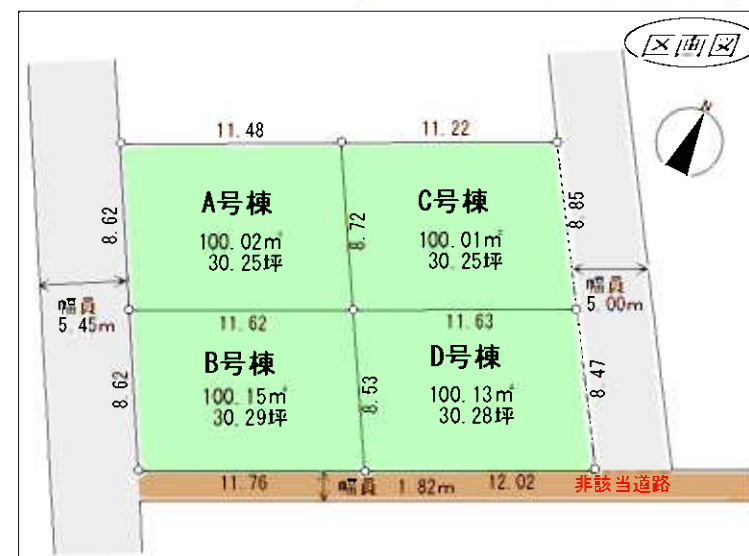 区画図
N
11.48
11.22
A号棟
100.02㎡
30.25坪
C号棟
100.01㎡
30.25坪
8.62
8.72
8.85
幅員
5.45m
幅員
5.00m
11.62
11.63
B号棟
100.15㎡
30.29坪
D号棟
100.13㎡
30.28坪
8.62
8.53
8.47
11.76
幅員 1.82m
12.02
非該当道路